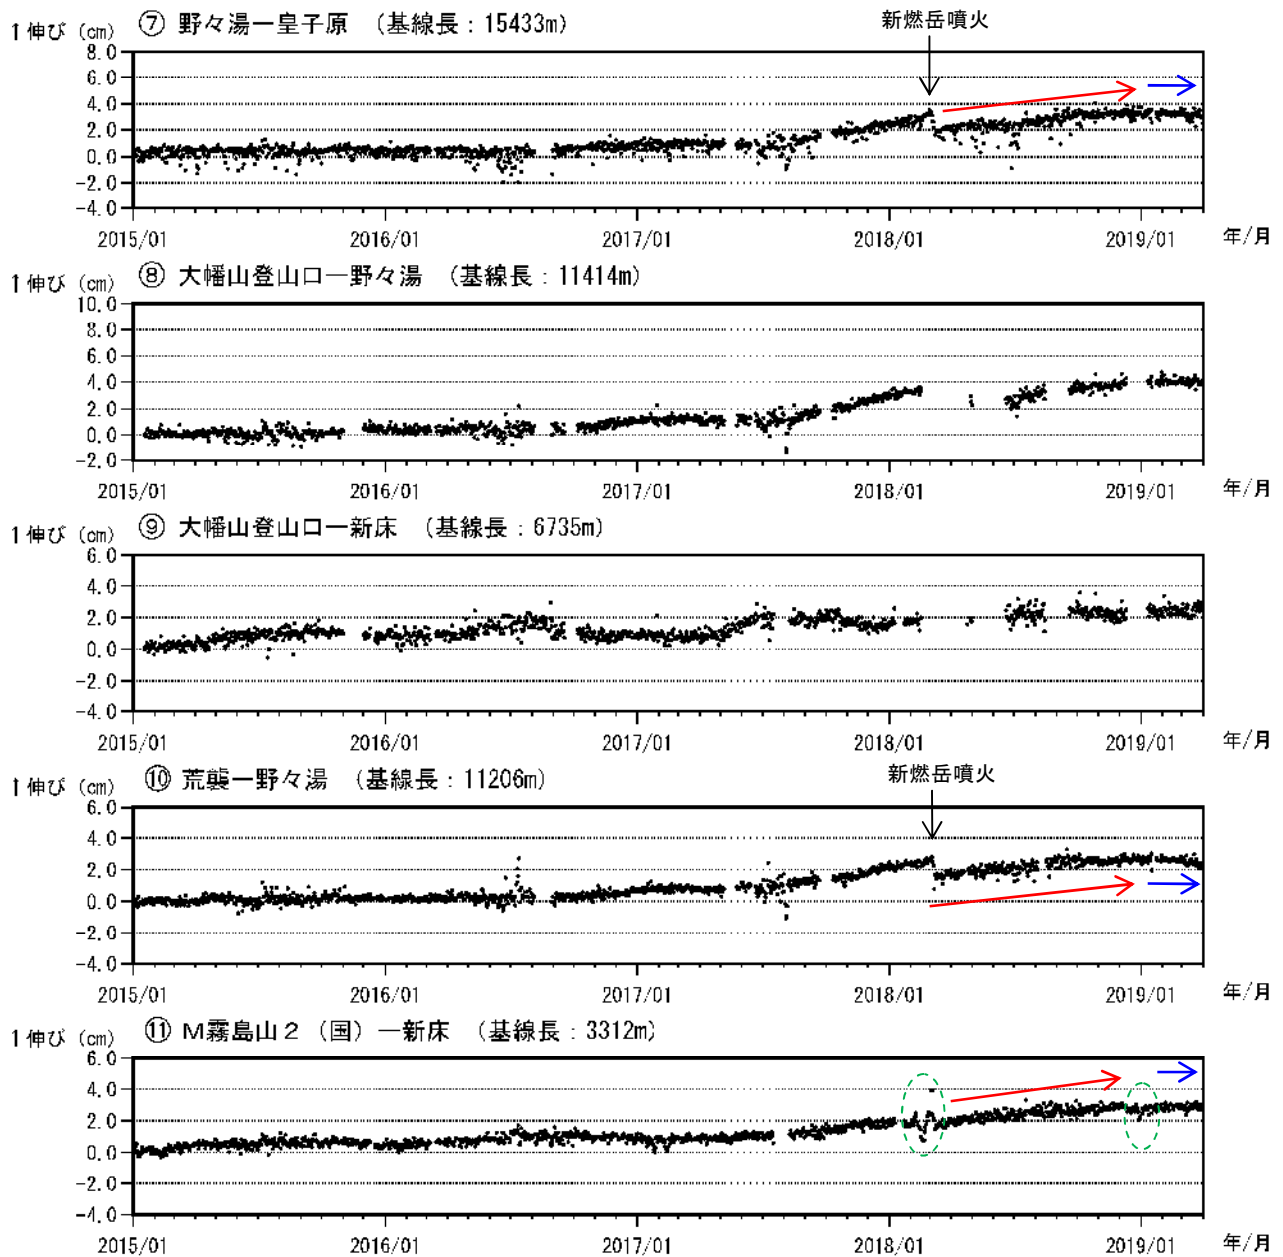 ⑦ 野々湯ー皇子原 （基線長：15433m）
新燃岳噴火
↑伸び (cm)
8.0
6.0
4.0
2.0
0.0
-2.0
-4.0
2015/01 2016/01 2017/01 2018/01 2019/01 年/月
⑧ 大幡山登山口ー野々湯 （基線長：11414m）
↑伸び (cm)
10.0
8.0
6.0
4.0
2.0
0.0
-2.0
2015/01 2016/01 2017/01 2018/01 2019/01 年/月
⑨ 大幡山登山口ー新床 （基線長：6735m）
↑伸び (cm)
6.0
4.0
2.0
0.0
-2.0
-4.0
2015/01 2016/01 2017/01 2018/01 2019/01 年/月
⑩ 荒襲ー野々湯 （基線長：11206m）
新燃岳噴火
↑伸び (cm)
6.0
4.0
2.0
0.0
-2.0
-4.0
2015/01 2016/01 2017/01 2018/01 2019/01 年/月
⑪ M霧島山２（国）ー新床 （基線長：3312m）
↑伸び (cm)
6.0
4.0
2.0
0.0
-2.0
-4.0
2015/01 2016/01 2017/01 2018/01 2019/01 年/月